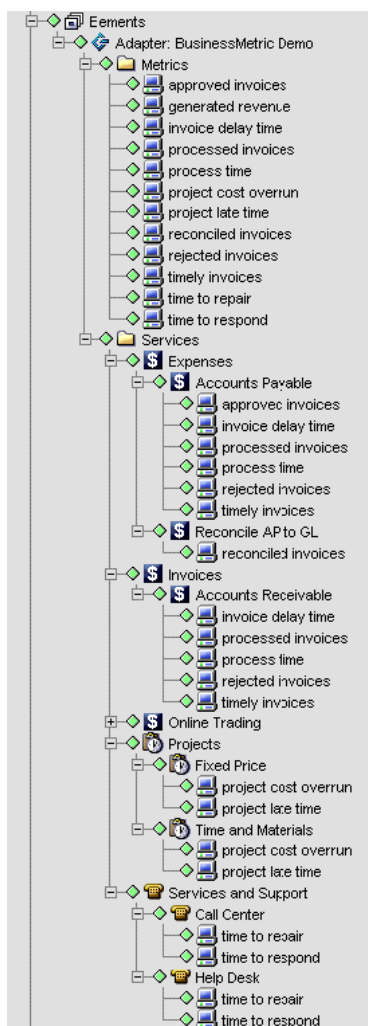 Eements
Adapter: BusinessMetric Demo
Metrics
approved invoices
generated revenue
invoice delay time
processed invoices
process time
project cost overrun
project late time
reconciled invoices
rejected invoices
timely invoices
time to repair
time to respond
Services
Expenses
Accounts Payable
approved invoices
invoice delay time
processed invoices
process time
rejected invoices
timely invoices
Reconcile AP to GL
reconciled invoices
Invoices
Accounts Receivable
invoice delay time
processed invoices
process time
rejected invoices
timely invoices
Online Trading
Projects
Fixed Price
project cost overrun
project late time
Time and Materials
project cost overrun
project late time
Services and Support
Call Center
time to repair
time to respond
Help Desk
time to repair
time to respond